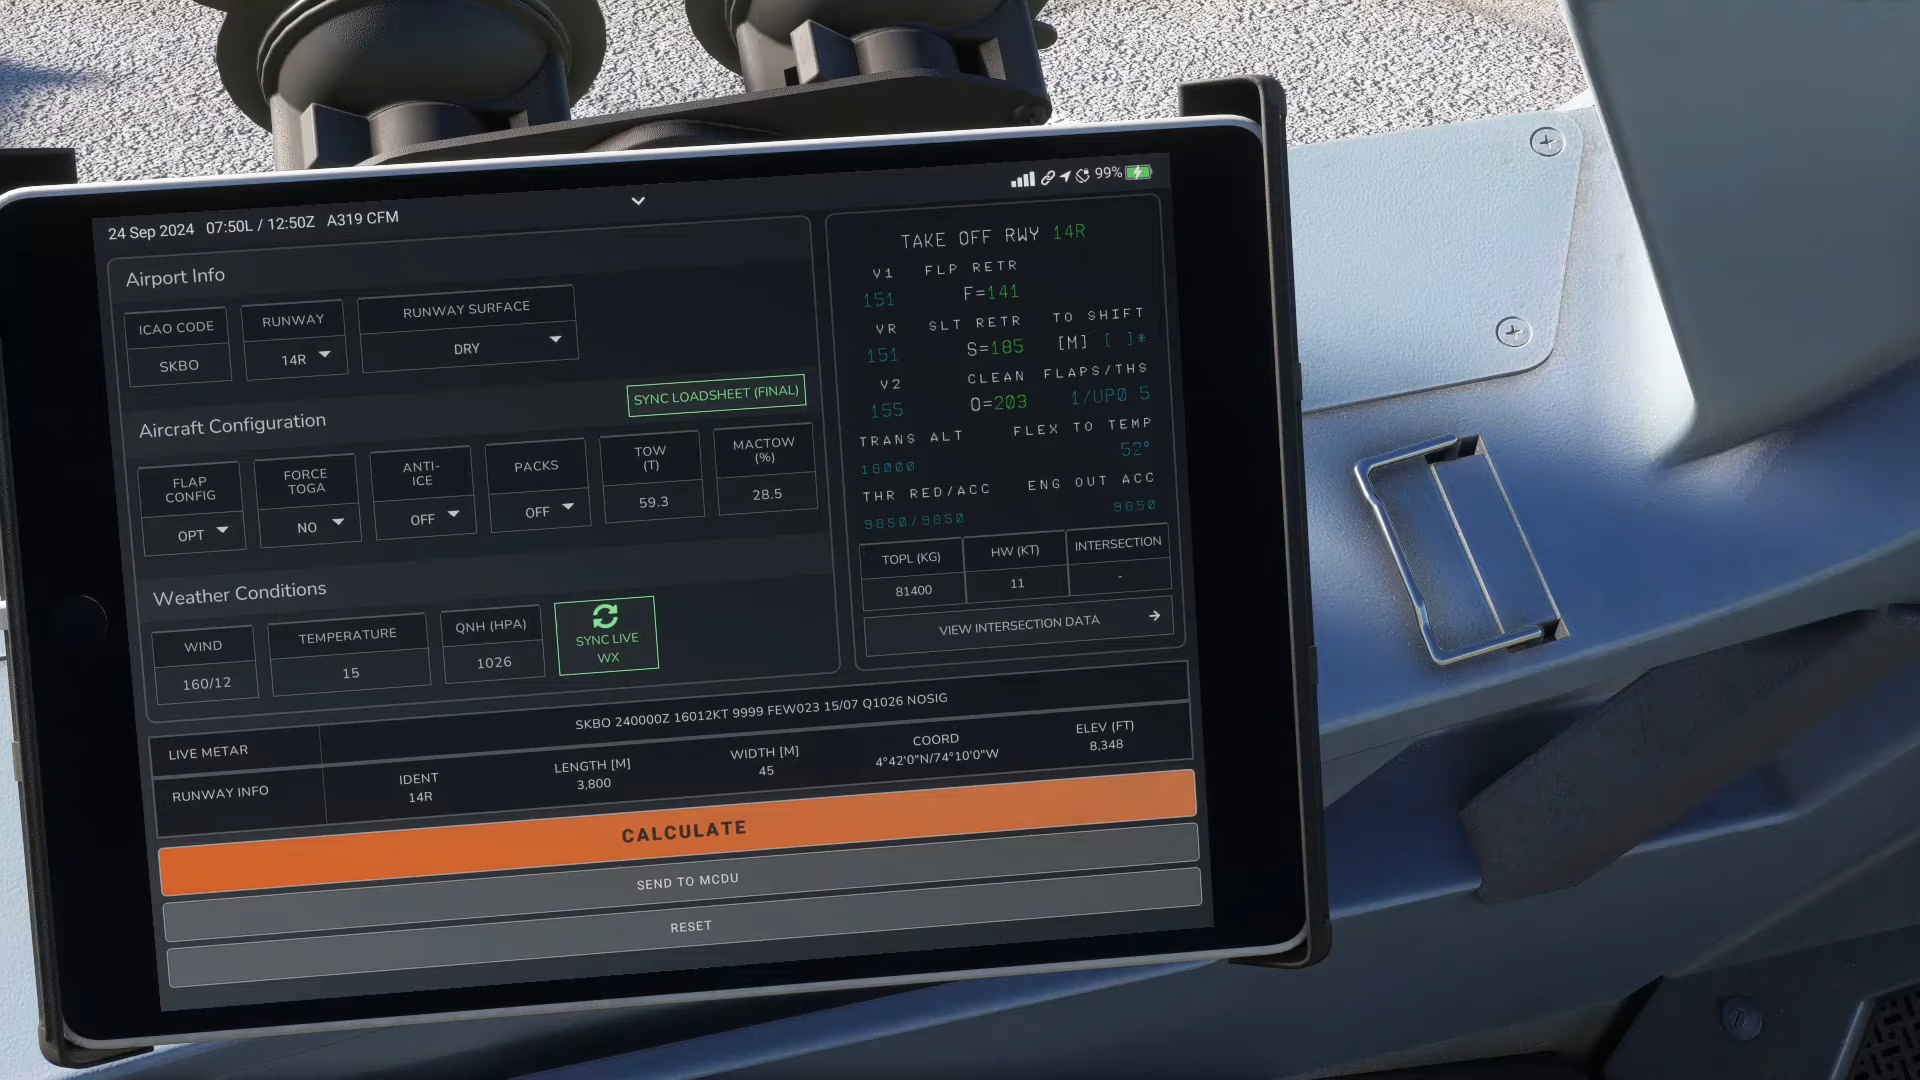 24 Sep 2024 07:50L / 12:50Z A319 CFM
99%
Airport Info
ICAO CODE
SKBO
RUNWAY
14R
RUNWAY SURFACE
DRY
SYNC LOADSHEET (FINAL)
Aircraft Configuration
FLAP CONFIG
OPT
FORCE TOGA
NO
ANTI-ICE
OFF
PACKS
OFF
TOW (T)
59.3
MACTOW (%)
28.5
Weather Conditions
WIND
160/12
TEMPERATURE
15
QNH (HPA)
1026
SYNC LIVE WX
TAKE OFF RWY 14R
V1 FLP RETR
151 F=141
VR SLT RETR TO SHIFT
151 S=185 [M] [ ]*
V2 CLEAN FLAPS/THS
155 O=203 1/UP0.5
TRANS ALT FLEX TO TEMP
18000 52°
THR RED/ACC ENG OUT ACC
9850/9850 9850
TOPL (KG) HW (KT) INTERSECTION
81400 11 -
VIEW INTERSECTION DATA
LIVE METAR SKBO 240000Z 16012KT 9999 FEW023 15/07 Q1026 NOSIG
RUNWAY INFO
IDENT LENGTH [M] WIDTH [M] COORD ELEV (FT)
14R 3,800 45 4°42'0"N/74°10'0"W 8,348
CALCULATE
SEND TO MCDU
RESET